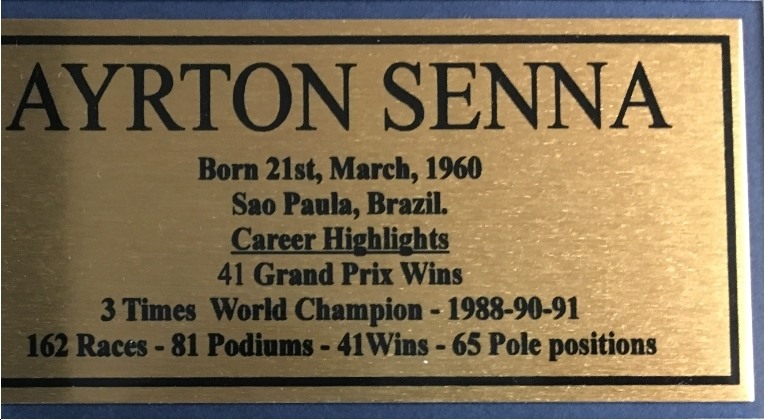 AYRTON SENNA
Born 21st, March, 1960
Sao Paula, Brazil.
Career Highlights
41 Grand Prix Wins
3 Times World Champion - 1988-90-91
162 Races - 81 Podiums - 41Wins - 65 Pole positions